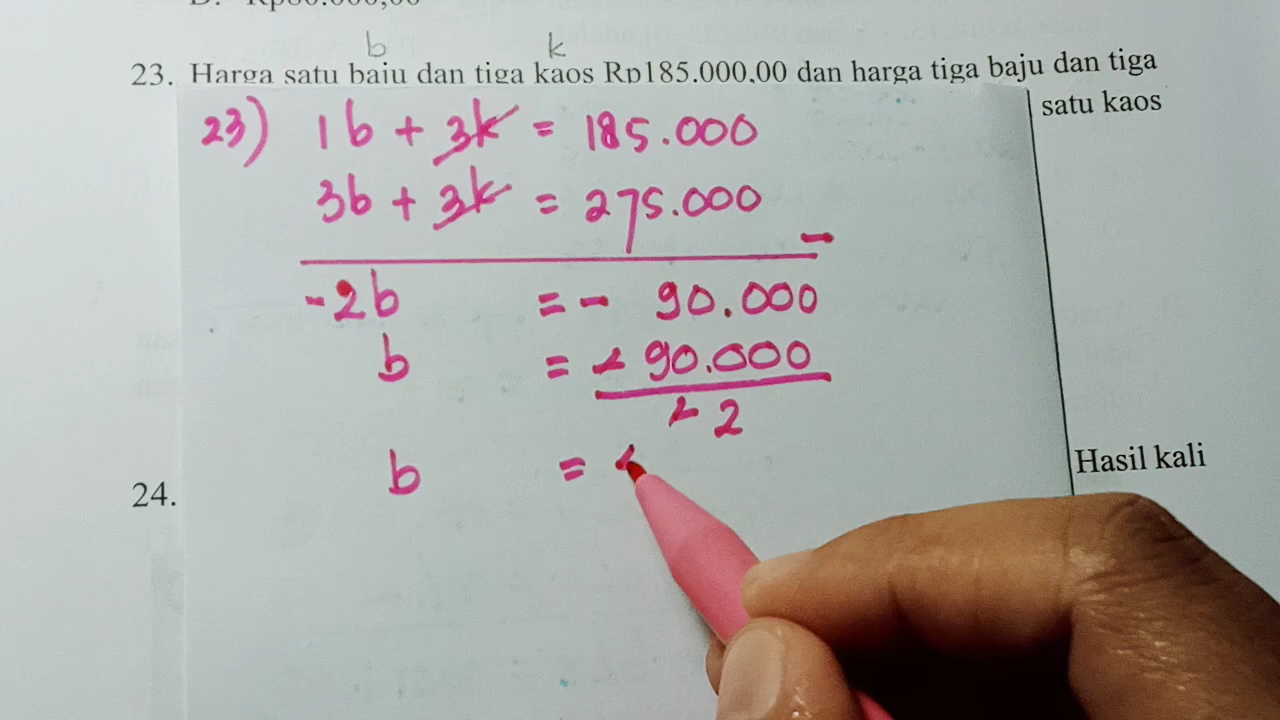 b k
23. Harga satu baju dan tiga kaos Rp185.000,00 dan harga tiga baju dan tiga
satu kaos
23) 1b + 3k = 185.000
3b + 3k = 275.000 -
-2b = - 90.000
b = - 90.000
- 2
b =
Hasil kali
24.